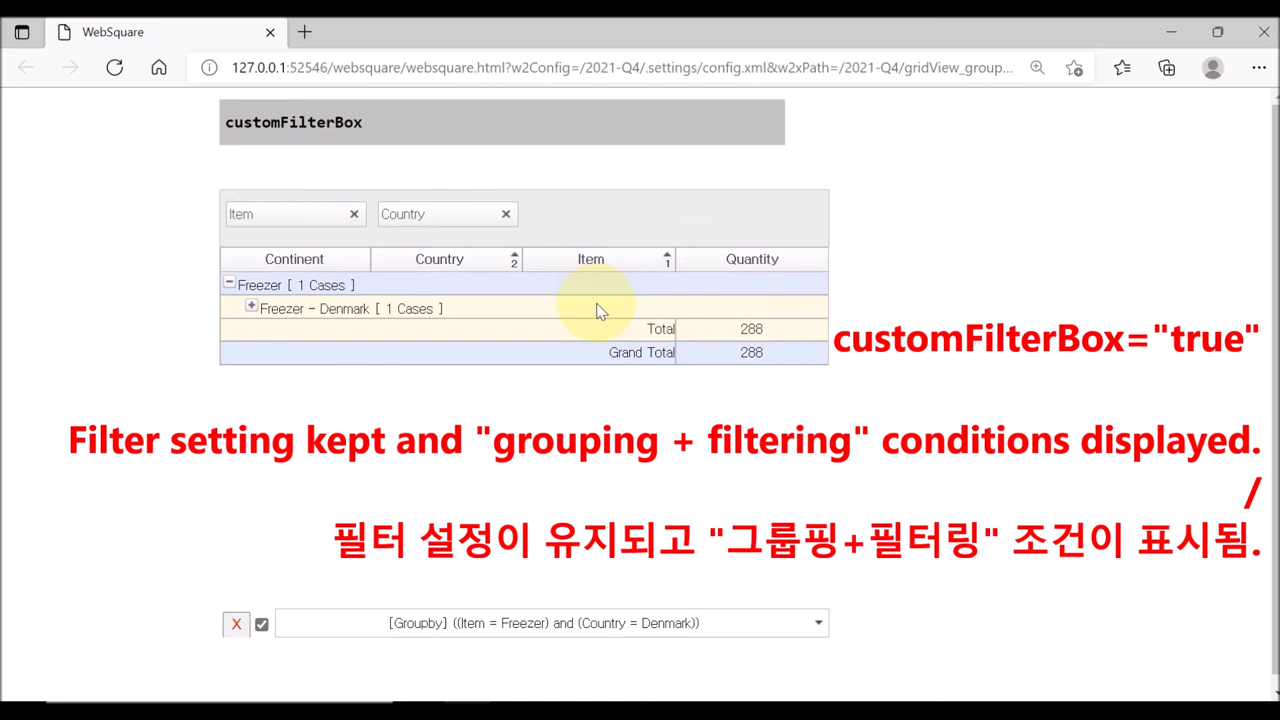 WebSquare
127.0.0.1:52546/websquare/websquare.html?w2Config=/2021-Q4/.settings/config.xml&w2xPath=/2021-Q4/gridView_group...
customFilterBox
Item Country
Continent Country 2 Item 1 Quantity
Freezer [ 1 Cases ]
Freezer - Denmark [ 1 Cases ]
Total 288
Grand Total 288
customFilterBox="true"
Filter setting kept and "grouping + filtering" conditions displayed.
/
필터 설정이 유지되고 "그룹핑+필터링" 조건이 표시됨.
X [Groupby] ((Item = Freezer) and (Country = Denmark))